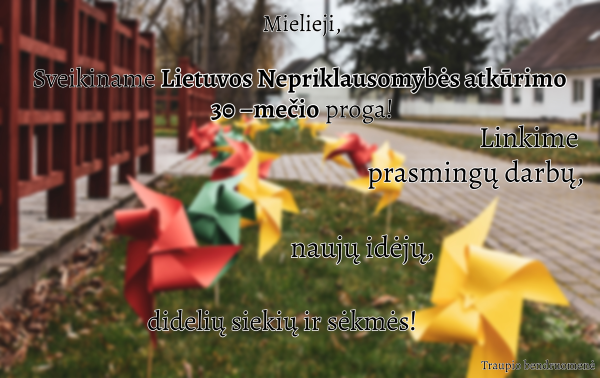 Mielieji,
Sveikiname Lietuvos Nepriklausomybės atkūrimo
30 –mečio proga!
Linkime
prasmingų darbų,
naujų idėjų,
didelių siekių ir sėkmės!
Traupio bendruomenė